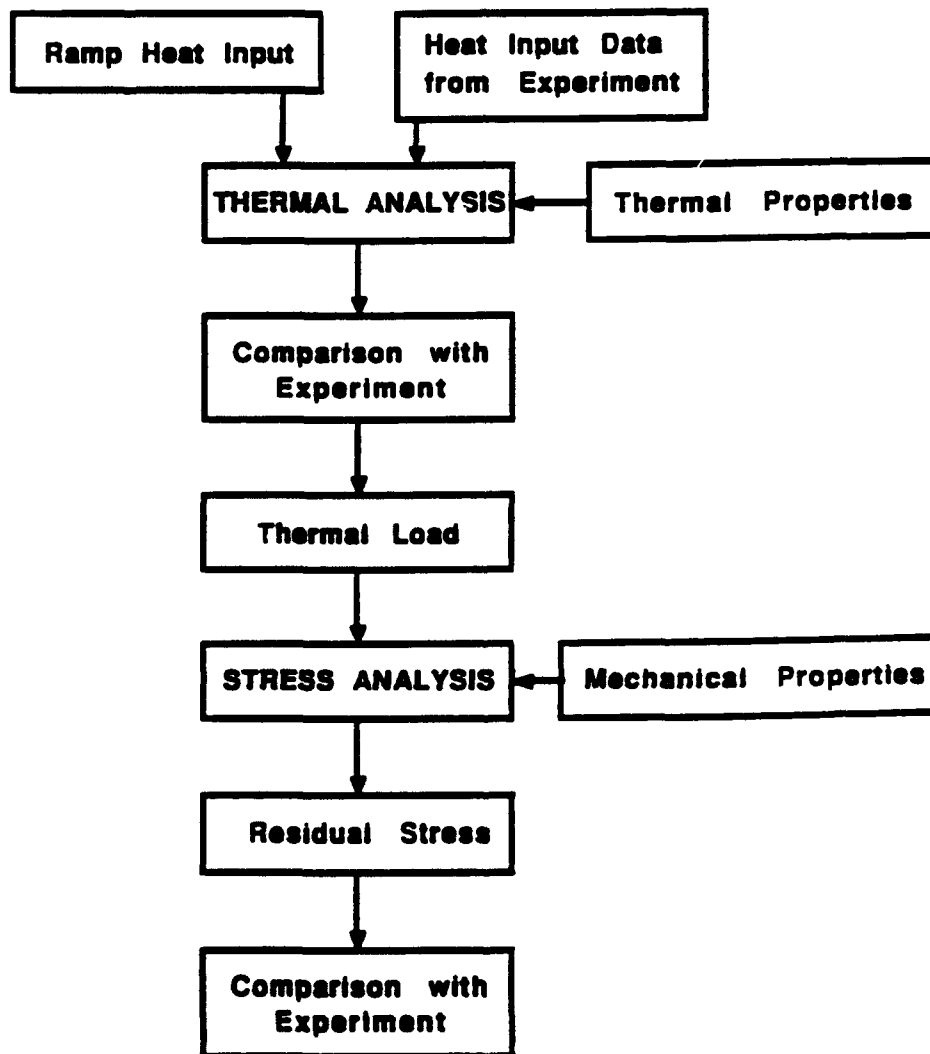 Ramp Heat Input
Heat Input Data
from Experiment
THERMAL ANALYSIS
Thermal Properties
Comparison with
Experiment
Thermal Load
STRESS ANALYSIS
Mechanical Properties
Residual Stress
Comparison with
Experiment